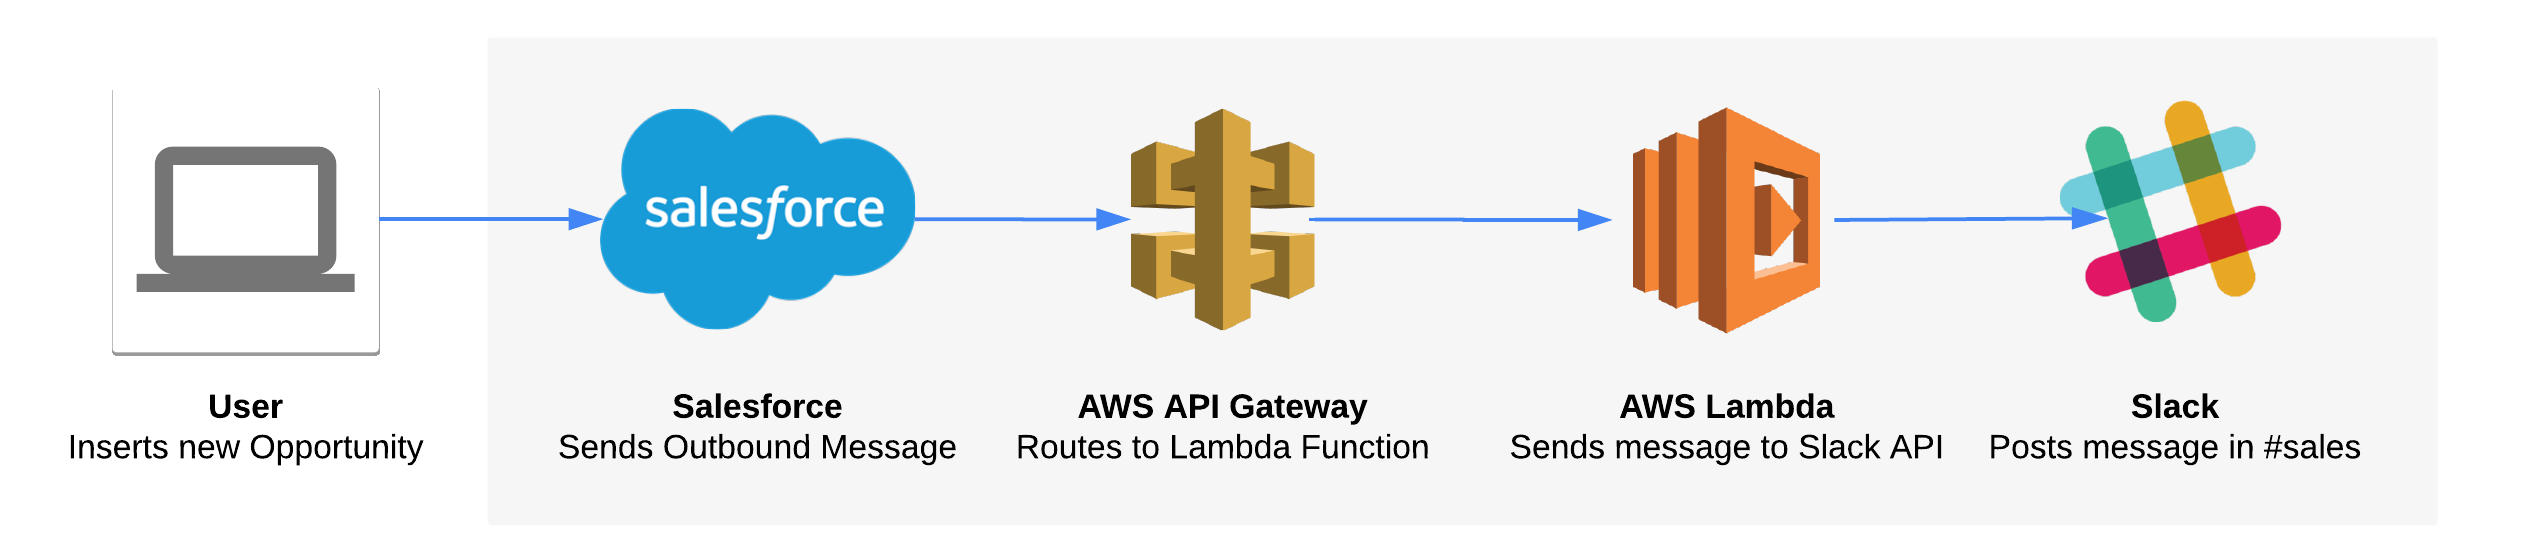 salesforce
User
Inserts new Opportunity
Salesforce
Sends Outbound Message
AWS API Gateway
Routes to Lambda Function
AWS Lambda
Sends message to Slack API
Slack
Posts message in #sales